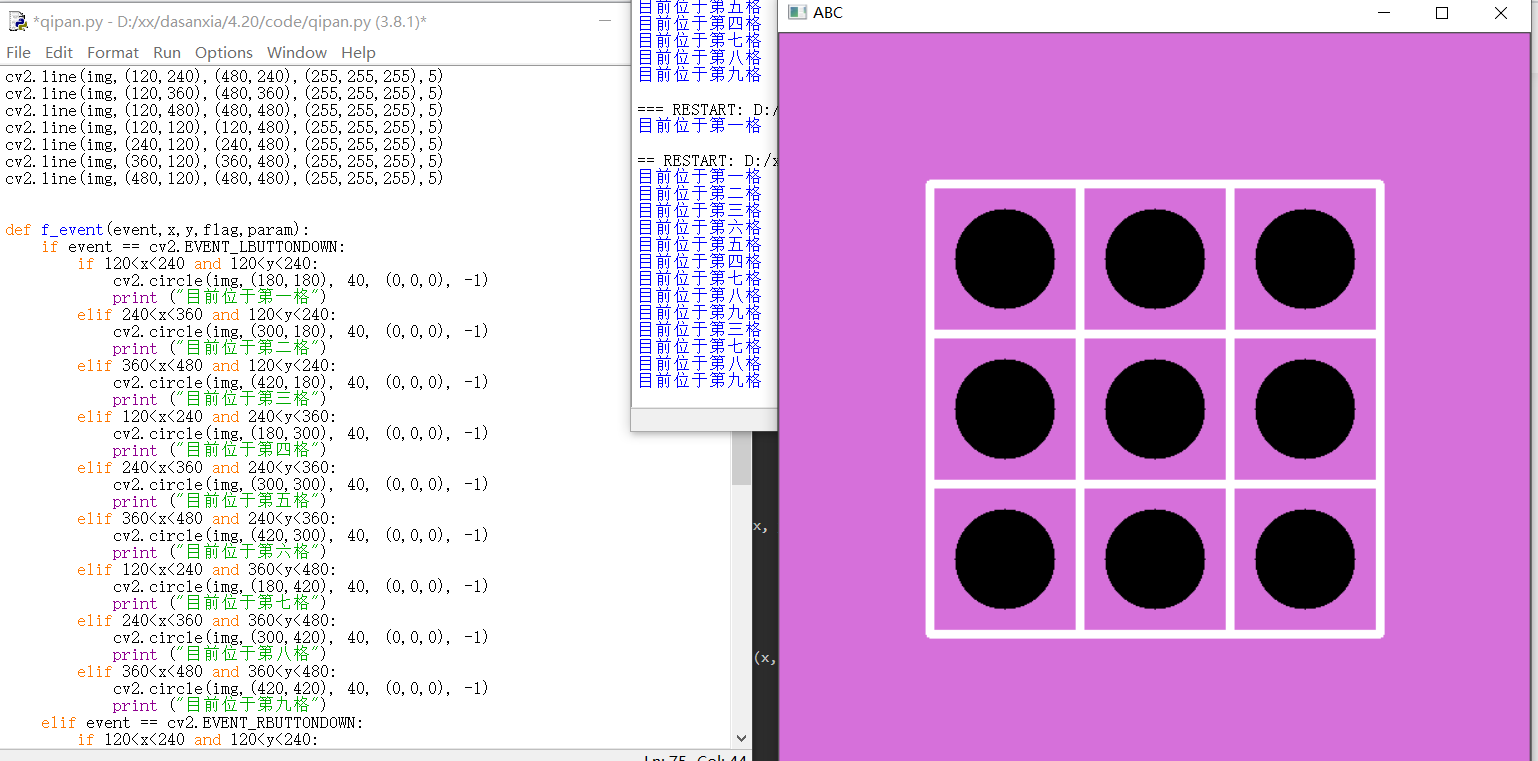 *qipan.py - D:/xx/dasanxia/4.20/code/qipan.py (3.8.1)*
File Edit Format Run Options Window Help
cv2.line(img,(120,240),(480,240),(255,255,255),5)
cv2.line(img,(120,360),(480,360),(255,255,255),5)
cv2.line(img,(120,480),(480,480),(255,255,255),5)
cv2.line(img,(120,120),(120,480),(255,255,255),5)
cv2.line(img,(240,120),(240,480),(255,255,255),5)
cv2.line(img,(360,120),(360,480),(255,255,255),5)
cv2.line(img,(480,120),(480,480),(255,255,255),5)
def f_event(event,x,y,flag,param):
if event == cv2.EVENT_LBUTTONDOWN:
if 120<x<240 and 120<y<240:
cv2.circle(img,(180,180), 40, (0,0,0), -1)
print ("目前位于第一格")
elif 240<x<360 and 120<y<240:
cv2.circle(img,(300,180), 40, (0,0,0), -1)
print ("目前位于第二格")
elif 360<x<480 and 120<y<240:
cv2.circle(img,(420,180), 40, (0,0,0), -1)
print ("目前位于第三格")
elif 120<x<240 and 240<y<360:
cv2.circle(img,(180,300), 40, (0,0,0), -1)
print ("目前位于第四格")
elif 240<x<360 and 240<y<360:
cv2.circle(img,(300,300), 40, (0,0,0), -1)
print ("目前位于第五格")
elif 360<x<480 and 240<y<360:
cv2.circle(img,(420,300), 40, (0,0,0), -1)
print ("目前位于第六格")
elif 120<x<240 and 360<y<480:
cv2.circle(img,(180,420), 40, (0,0,0), -1)
print ("目前位于第七格")
elif 240<x<360 and 360<y<480:
cv2.circle(img,(300,420), 40, (0,0,0), -1)
print ("目前位于第八格")
elif 360<x<480 and 360<y<480:
cv2.circle(img,(420,420), 40, (0,0,0), -1)
print ("目前位于第九格")
elif event == cv2.EVENT_RBUTTONDOWN:
if 120<x<240 and 120<y<240:
Ln: 75 Col: 44
目前位于第五格
目前位于第四格
目前位于第七格
目前位于第八格
目前位于第九格
=== RESTART: D:/
目前位于第一格
== RESTART: D:/x
目前位于第一格
目前位于第二格
目前位于第三格
目前位于第六格
目前位于第五格
目前位于第四格
目前位于第七格
目前位于第八格
目前位于第九格
目前位于第三格
目前位于第七格
目前位于第八格
目前位于第九格
x,
(x,
ABC